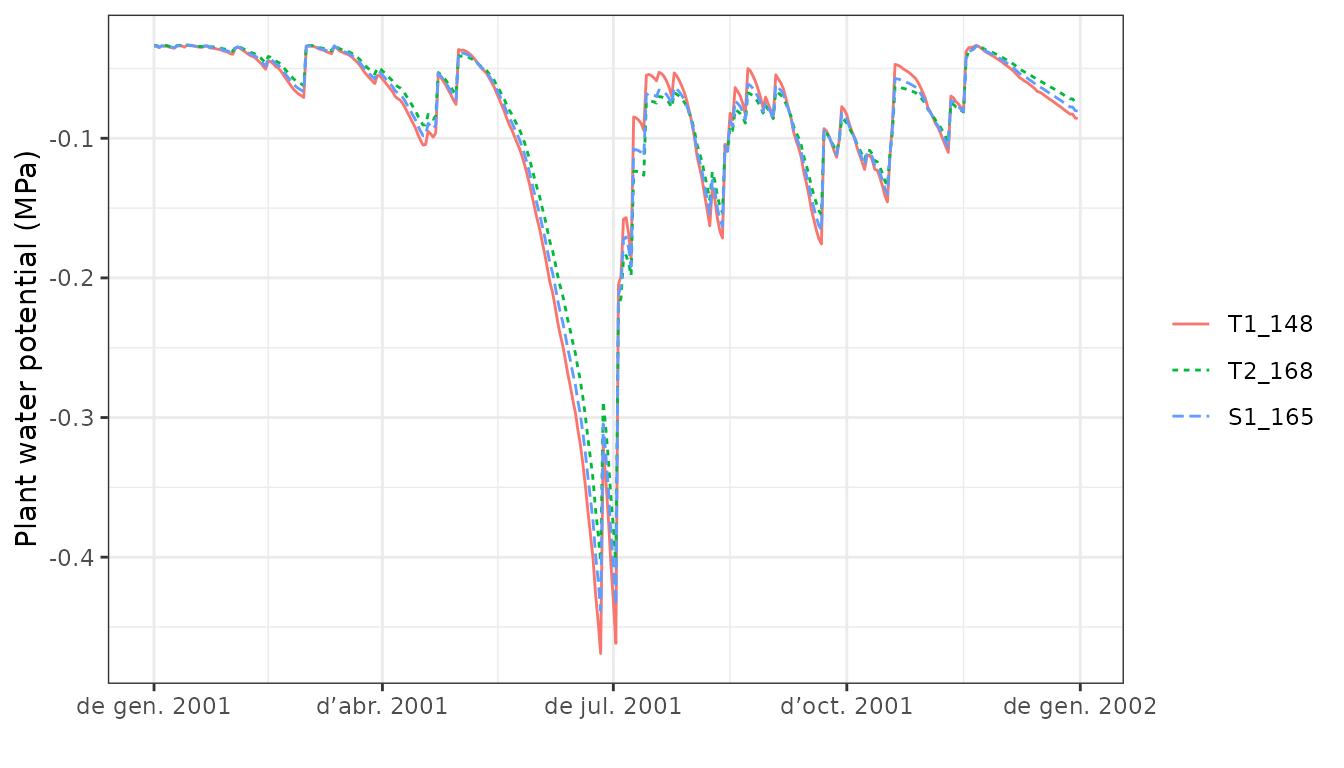 Plant water potential (MPa)
-0.1
-0.2
-0.3
-0.4
de gen. 2001
d’abr. 2001
de jul. 2001
d’oct. 2001
de gen. 2002
T1_148
T2_168
S1_165